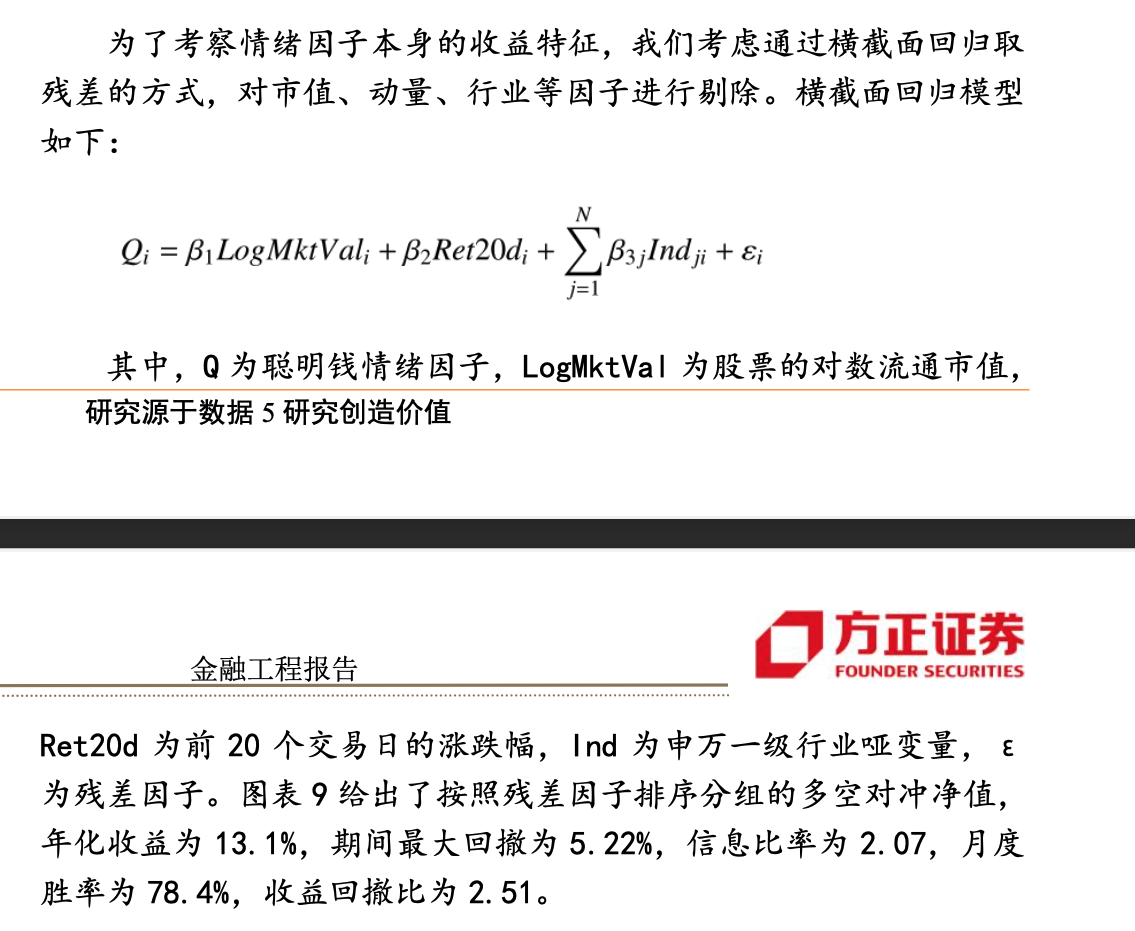 为了考察情绪因子本身的收益特征，我们考虑通过横截面回归取
残差的方式，对市值、动量、行业等因子进行剔除。横截面回归模型
如下：
Q_i = β_1 LogMktVal_i + β_2 Ret20d_i + ∑_{j=1}^{N} β_{3j} Ind_{ji} + ε_i
其中，Q 为聪明钱情绪因子，LogMktVal 为股票的对数流通市值，
研究源于数据 5 研究创造价值
方正证券
FOUNDER SECURITIES
金融工程报告
Ret20d 为前 20 个交易日的涨跌幅，Ind 为申万一级行业哑变量， ε
为残差因子。图表 9 给出了按照残差因子排序分组的多空对冲净值，
年化收益为 13.1%，期间最大回撤为 5.22%，信息比率为 2.07，月度
胜率为 78.4%，收益回撤比为 2.51。